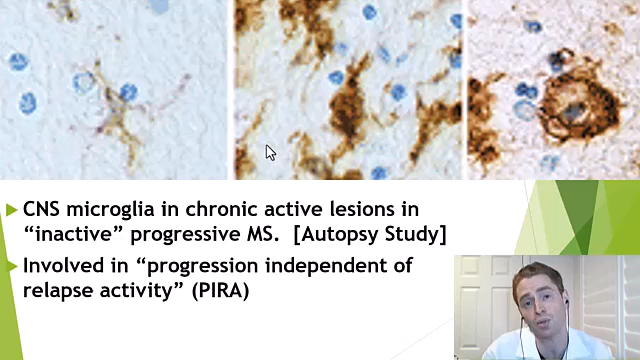 CNS microglia in chronic active lesions in
“inactive” progressive MS. [Autopsy Study]
Involved in “progression independent of
relapse activity” (PIRA)